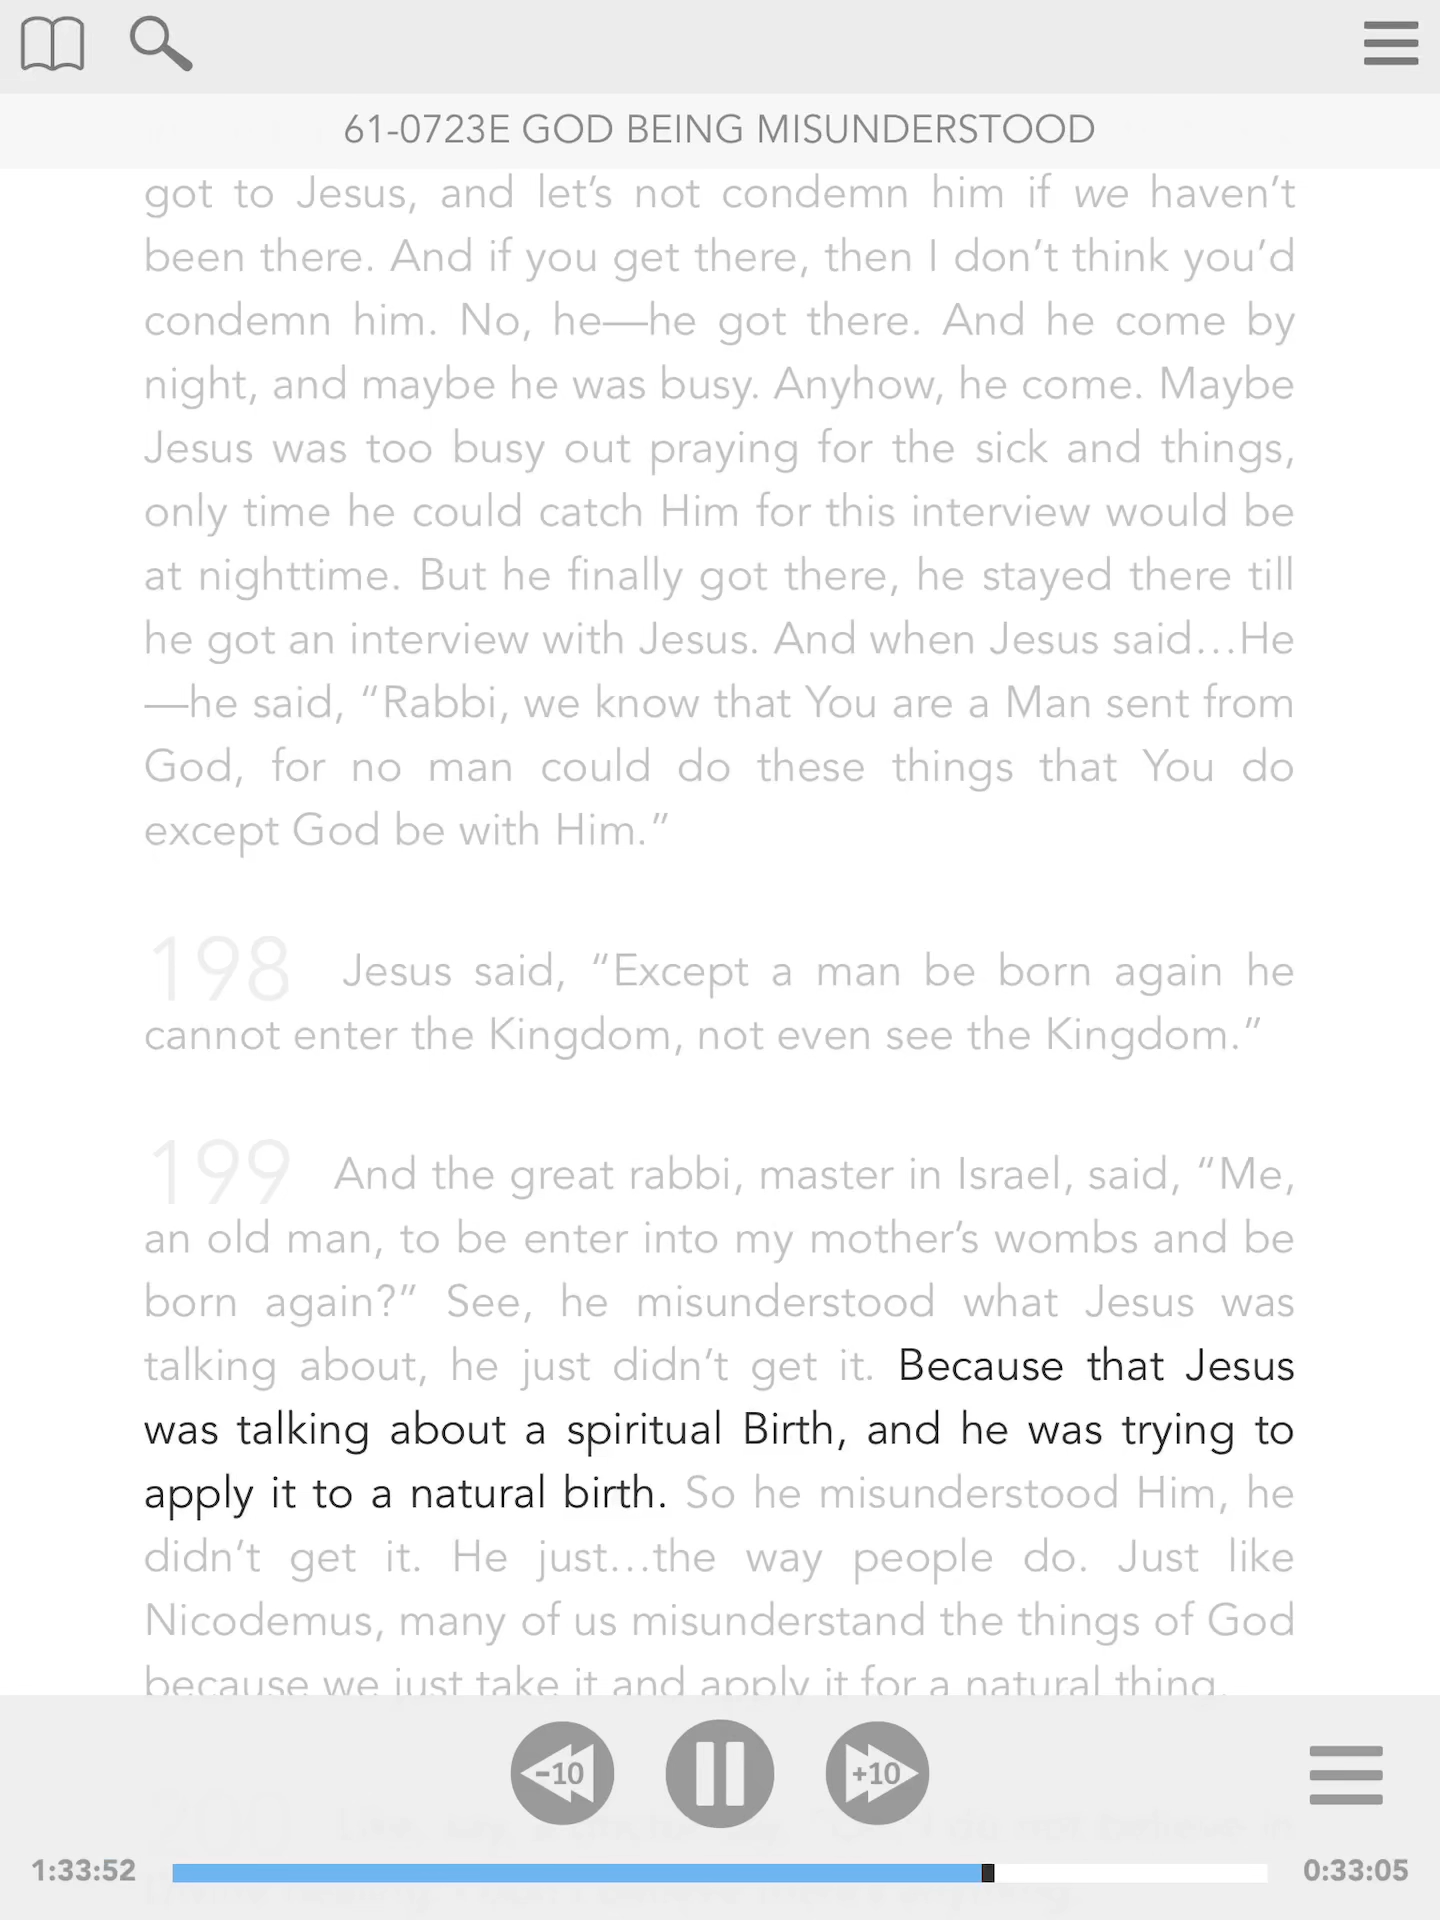 61-0723E GOD BEING MISUNDERSTOOD
got to Jesus, and let’s not condemn him if we haven’t
been there. And if you get there, then I don’t think you’d
condemn him. No, he—he got there. And he come by
night, and maybe he was busy. Anyhow, he come. Maybe
Jesus was too busy out praying for the sick and things,
only time he could catch Him for this interview would be
at nighttime. But he finally got there, he stayed there till
he got an interview with Jesus. And when Jesus said…He
—he said, “Rabbi, we know that You are a Man sent from
God, for no man could do these things that You do
except God be with Him.”
198 Jesus said, “Except a man be born again he
cannot enter the Kingdom, not even see the Kingdom.”
199 And the great rabbi, master in Israel, said, “Me,
an old man, to be enter into my mother’s wombs and be
born again?” See, he misunderstood what Jesus was
talking about, he just didn’t get it. Because that Jesus
was talking about a spiritual Birth, and he was trying to
apply it to a natural birth. So he misunderstood Him, he
didn’t get it. He just…the way people do. Just like
Nicodemus, many of us misunderstand the things of God
because we just take it and apply it for a natural thing.
-10 +10
Like, say, I do not believe in
1:33:52 0:33:05